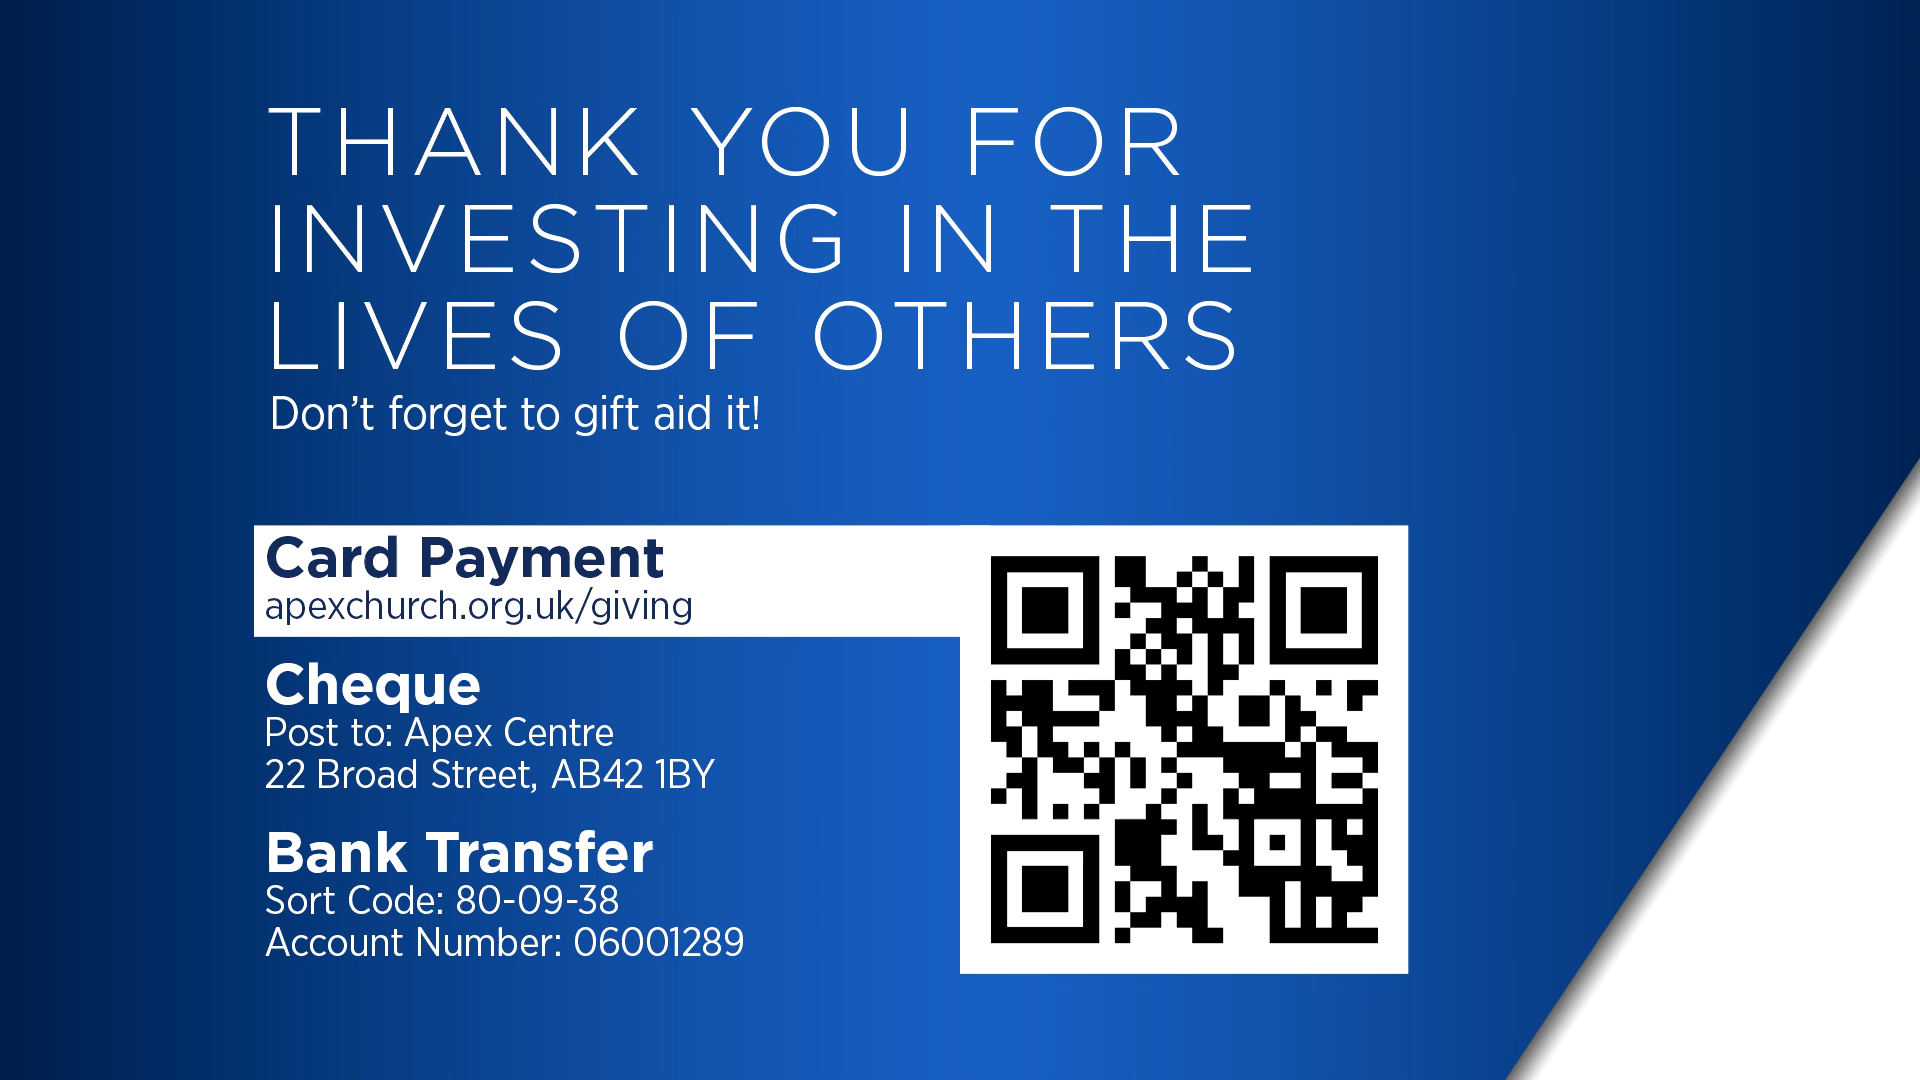 THANK YOU FOR
INVESTING IN THE
LIVES OF OTHERS
Don’t forget to gift aid it!
Card Payment
apexchurch.org.uk/giving
Cheque
Post to: Apex Centre
22 Broad Street, AB42 1BY
Bank Transfer
Sort Code: 80-09-38
Account Number: 06001289